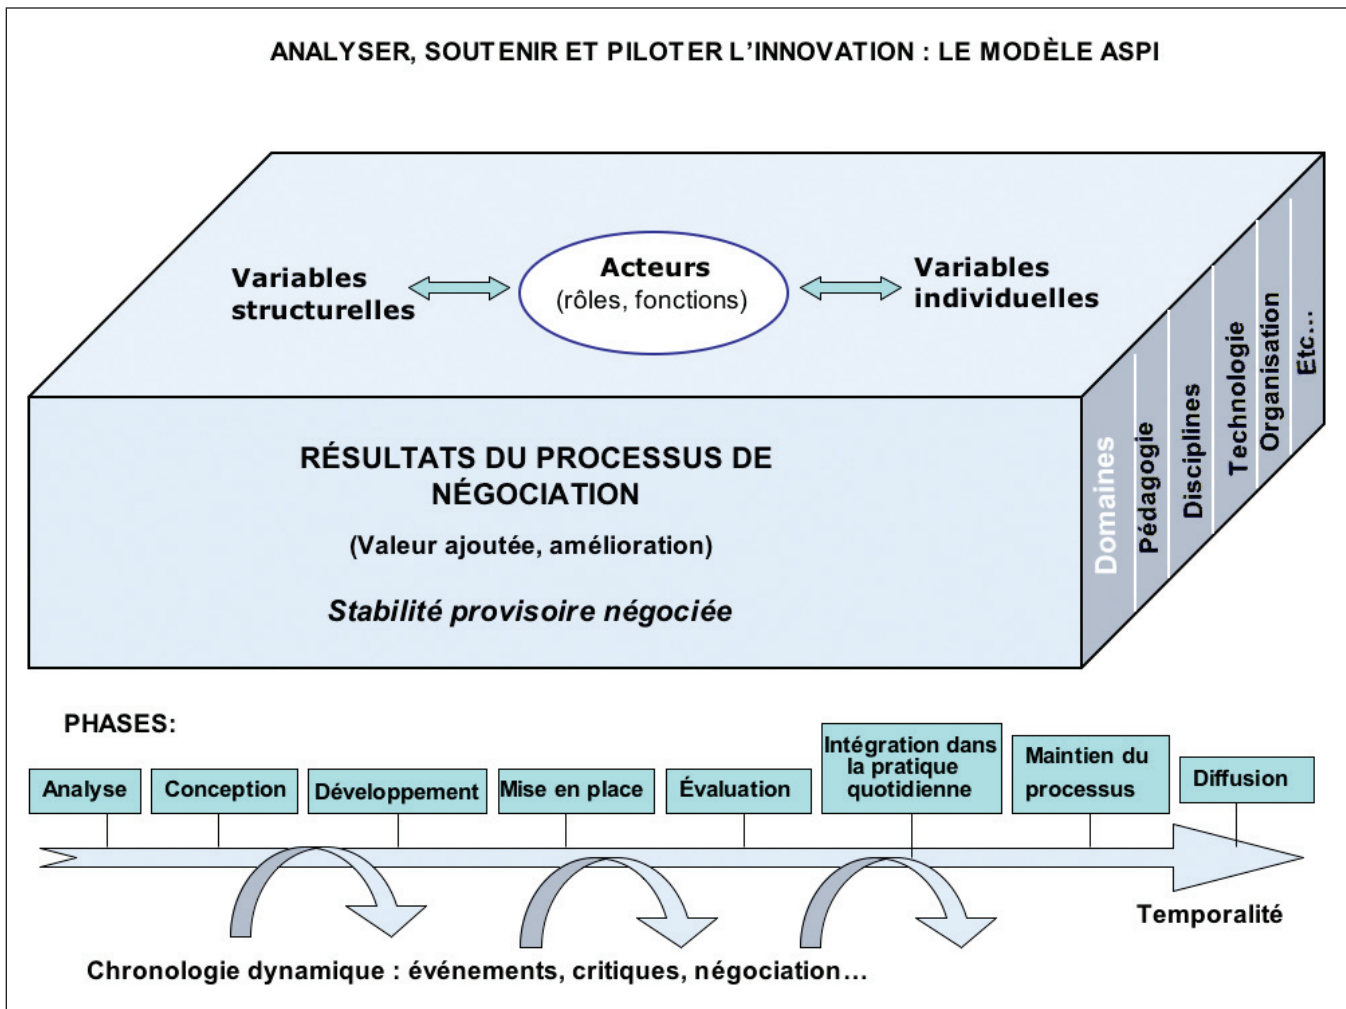 ANALYSER, SOUTENIR ET PILOTER L'INNOVATION : LE MODÈLE ASPI
Variables
structurelles
Acteurs
(rôles, fonctions)
Variables
individuelles
RÉSULTATS DU PROCESSUS DE
NÉGOCIATION
(Valeur ajoutée, amélioration)
Stabilité provisoire négociée
Domaines
Pédagogie
Disciplines
Technologie
Organisation
Etc...
PHASES:
Analyse
Conception
Développement
Mise en place
Évaluation
Intégration dans
la pratique
quotidienne
Maintien du
processus
Diffusion
Temporalité
Chronologie dynamique : événements, critiques, négociation...